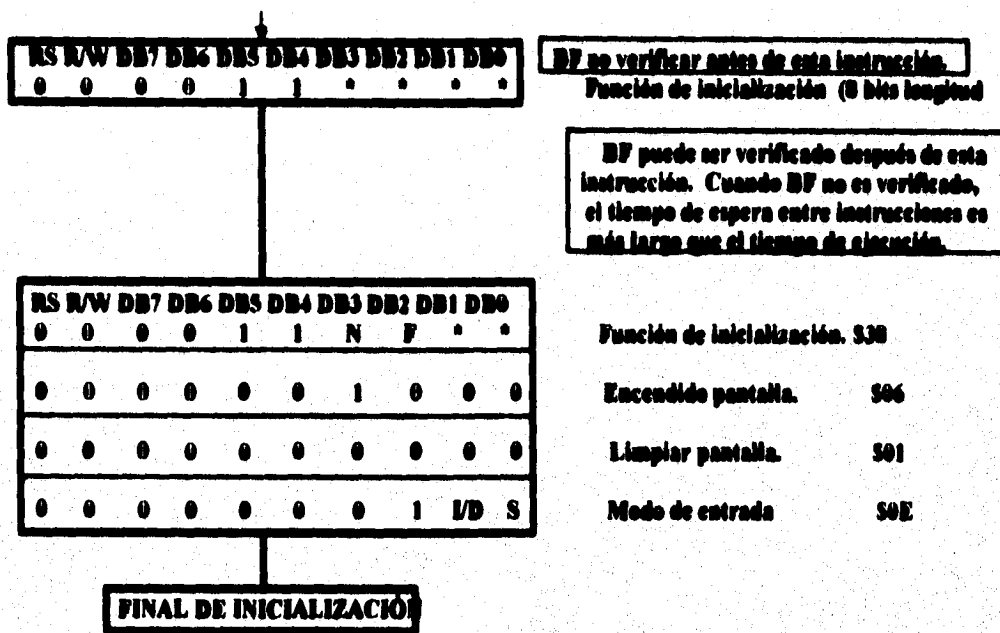 RS R/W DB7 DB6 DB5 DB4 DB3 DB2 DB1 DB0
0 0 0 0 1 1 * * * *
BF no verificar antes de esta instrucción.
Función de inicialización (8 bits longitud
BF puede ser verificado después de esta
instrucción. Cuando BF no es verificado,
el tiempo de espera entre instrucciones es
más largo que el tiempo de ejecución.
RS R/W DB7 DB6 DB5 DB4 DB3 DB2 DB1 DB0
0 0 0 0 1 1 N F * *
Función de inicialización. $30
0 0 0 0 0 0 1 0 0 0
Encendido pantalla. $06
0 0 0 0 0 0 0 0 0 0
Limpiar pantalla. $01
0 0 0 0 0 0 0 1 I/D S
Modo de entrada $0E
FINAL DE INICIALIZACIÓN